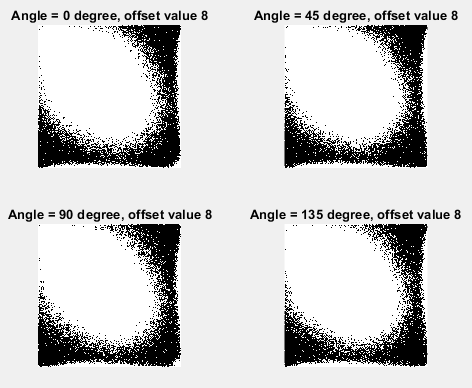 Angle = 0 degree, offset value 8
Angle = 45 degree, offset value 8
Angle = 90 degree, offset value 8
Angle = 135 degree, offset value 8